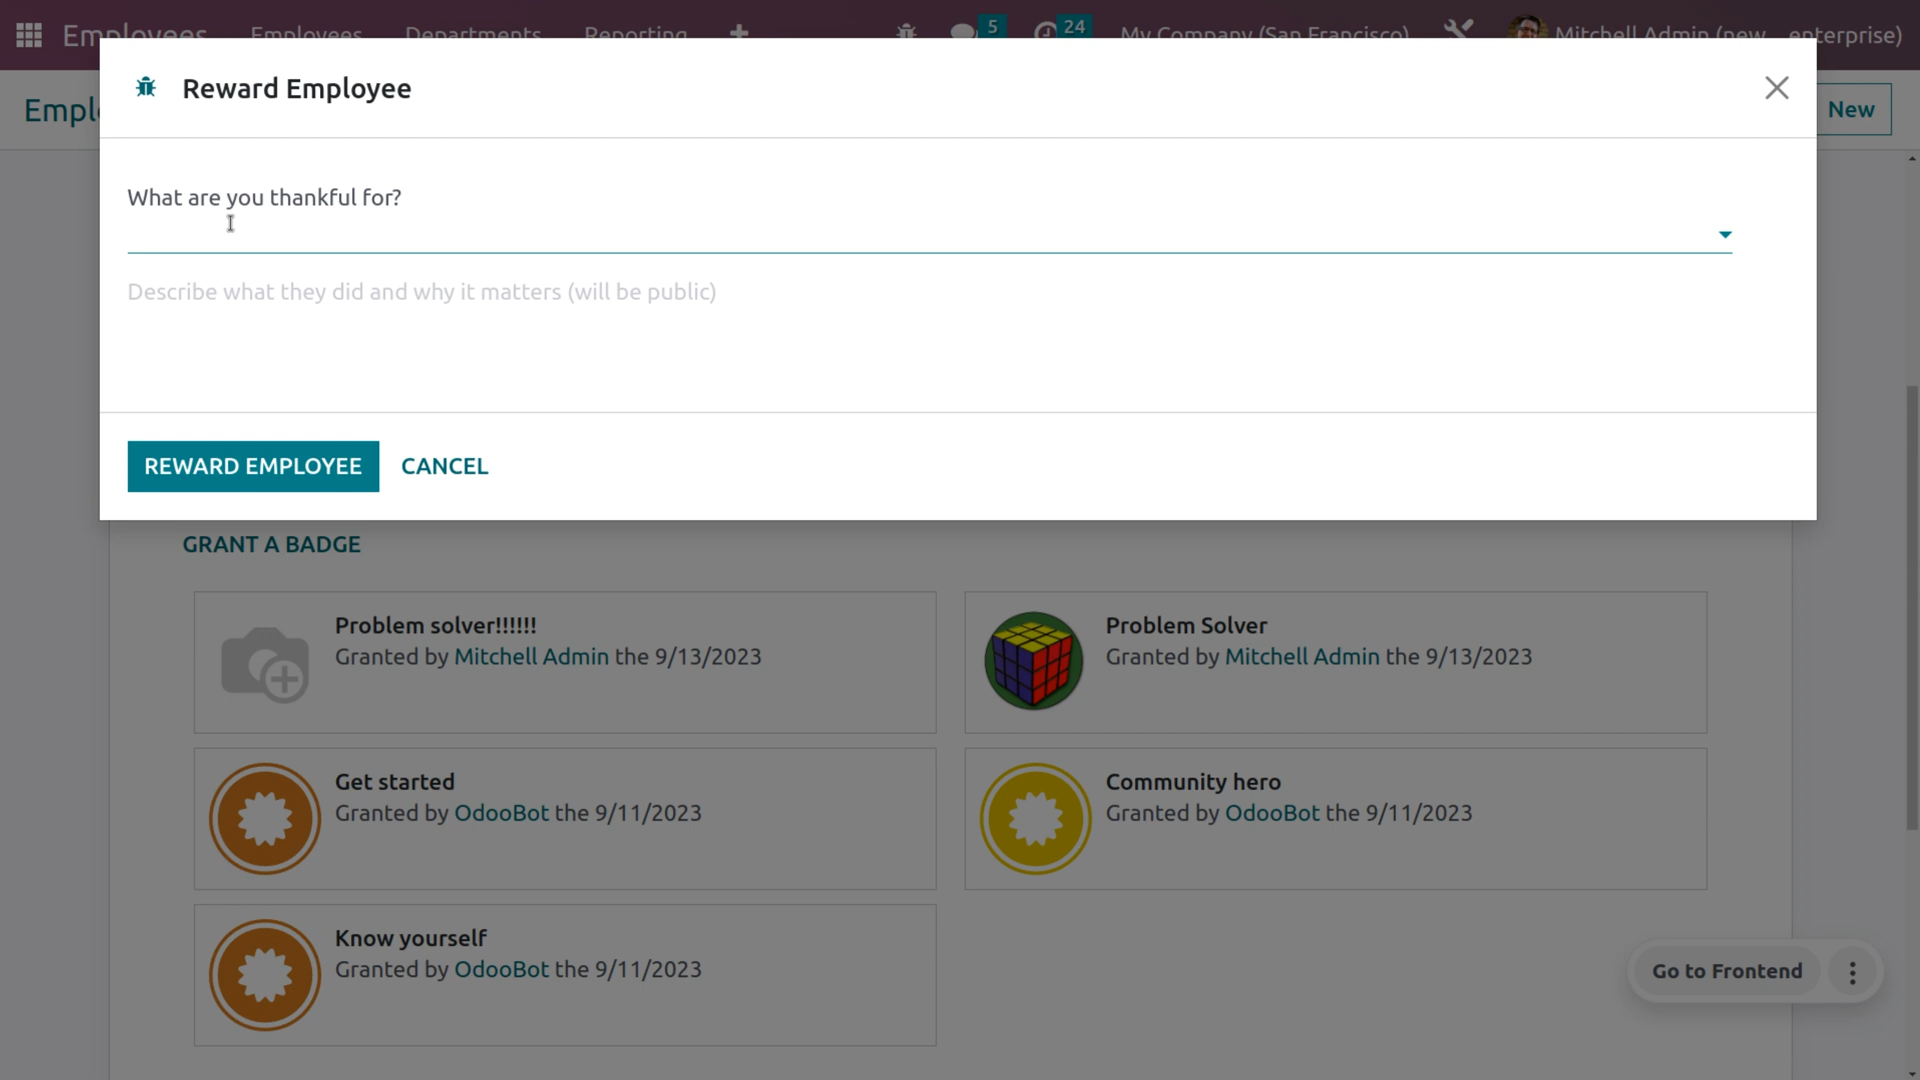 Employees Employees Departments Reporting 5 24 My Company (San Francisco) Mitchell Admin (new_enterprise)
Reward Employee
Empl New
What are you thankful for?
Describe what they did and why it matters (will be public)
REWARD EMPLOYEE CANCEL
GRANT A BADGE
Problem solver!!!!!!
Granted by Mitchell Admin the 9/13/2023
Problem Solver
Granted by Mitchell Admin the 9/13/2023
Get started
Granted by OdooBot the 9/11/2023
Community hero
Granted by OdooBot the 9/11/2023
Know yourself
Granted by OdooBot the 9/11/2023
Go to Frontend